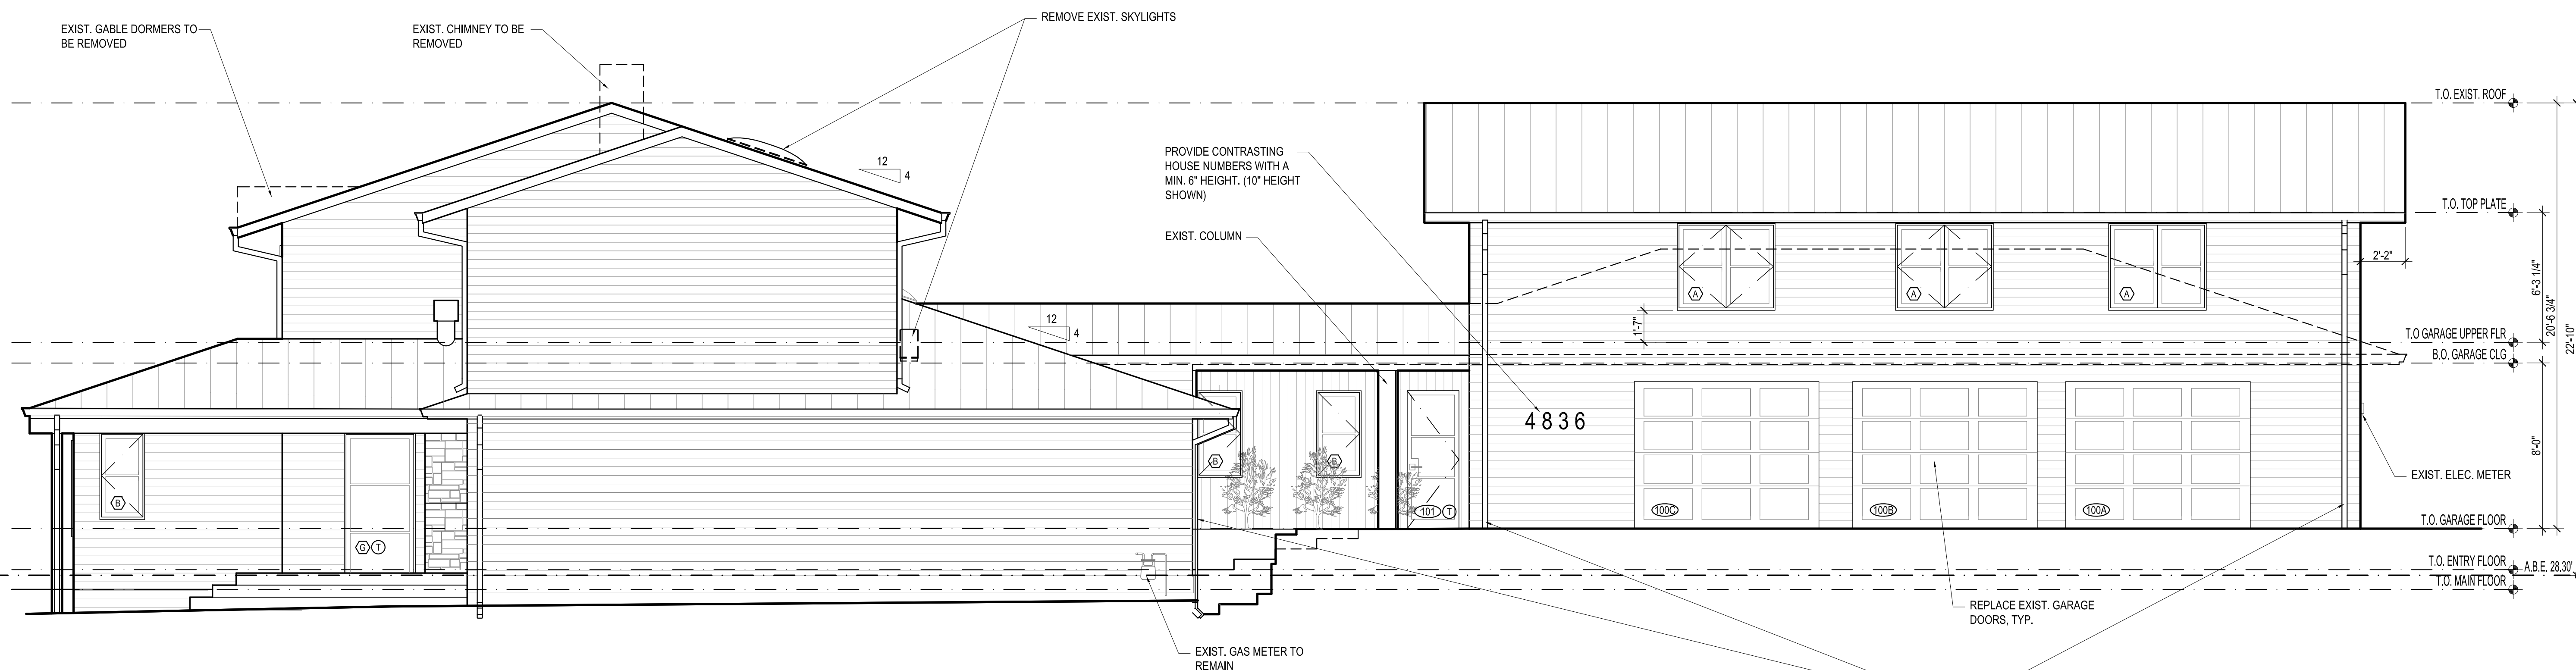 EXIST. GABLE DORMERS TO
BE REMOVED
EXIST. CHIMNEY TO BE
REMOVED
REMOVE EXIST. SKYLIGHTS
12
4
PROVIDE CONTRASTING
HOUSE NUMBERS WITH A
MIN. 6" HEIGHT. (10" HEIGHT
SHOWN)
EXIST. COLUMN
12
4
4836
A
A
A
1'-7"
2'-2"
T.O. EXIST. ROOF
T.O. TOP PLATE
6'-3 1/4"
20'-6 3/4"
22'-10"
T.O GARAGE UPPER FLR
B.O. GARAGE CLG
8'-0"
EXIST. ELEC. METER
B
G
T
B
B
101
T
100C
100B
100A
T.O. GARAGE FLOOR
T.O. ENTRY FLOOR
A.B.E. 28.30'
T.O. MAIN FLOOR
REPLACE EXIST. GARAGE
DOORS, TYP.
EXIST. GAS METER TO
REMAIN